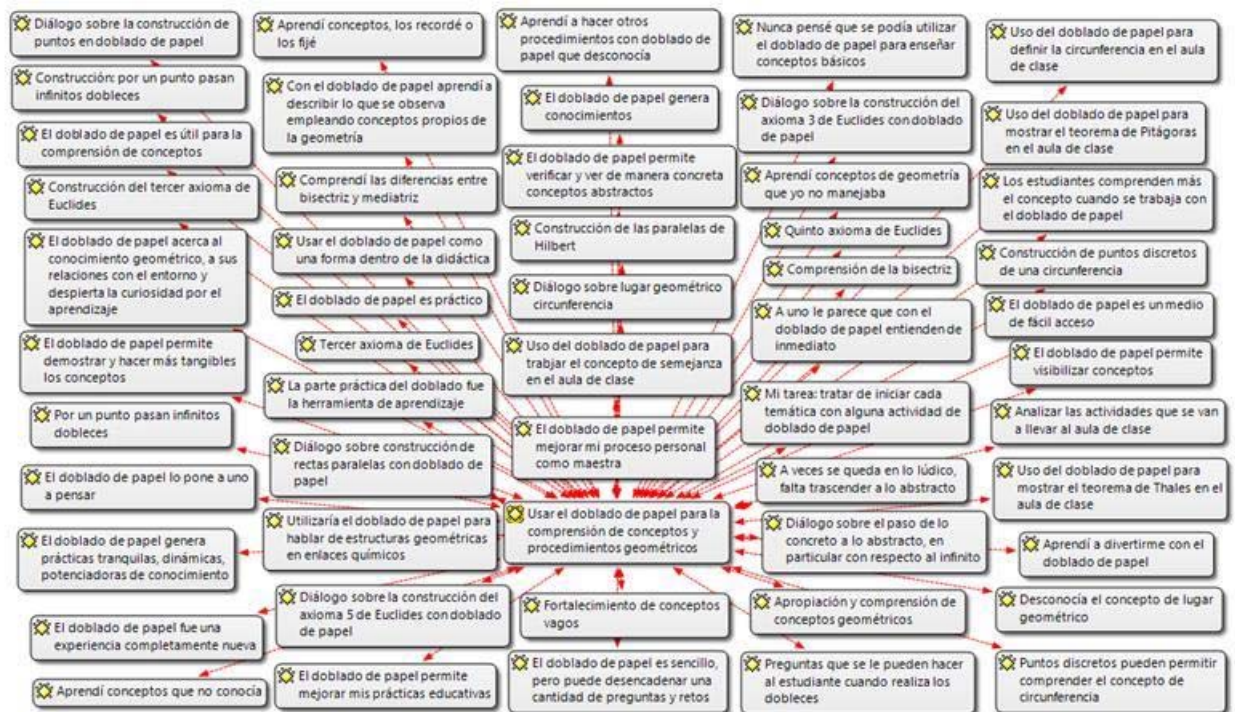 Diálogo sobre la construcción de
puntos en doblado de papel
Construcción: por un punto pasan
infinitos dobleces
El doblado de papel es útil para la
comprensión de conceptos
Construcción del tercer axioma de
Euclides
El doblado de papel acerca al
conocimiento geométrico, a sus
relaciones con el entorno y
despierta la curiosidad por el
aprendizaje
El doblado de papel permite
demostrar y hacer más tangibles
los conceptos
Por un punto pasan infinitos
dobleces
El doblado de papel lo pone a uno
a pensar
El doblado de papel genera
prácticas tranquilas, dinámicas,
potenciadoras de conocimiento
El doblado de papel fue una
experiencia completamente nueva
Aprendí conceptos que no conocía
Aprendí conceptos, los recordé o
los fijé
Con el doblado de papel aprendí a
describir lo que se observa
empleando conceptos propios de
la geometría
Comprendí las diferencias entre
bisectriz y mediatriz
Usar el doblado de papel como
una forma dentro de la didáctica
El doblado de papel es práctico
Tercer axioma de Euclides
La parte práctica del doblado fue
la herramienta de aprendizaje
Diálogo sobre construcción de
rectas paralelas con doblado de
papel
Utilizaría el doblado de papel para
hablar de estructuras geométricas
en enlaces químicos
Diálogo sobre la construcción del
axioma 5 de Euclides con doblado
de papel
El doblado de papel permite
mejorar mis prácticas educativas
Aprendí a hacer otros
procedimientos con doblado de
papel que desconocía
El doblado de papel genera
conocimientos
El doblado de papel permite
verificar y ver de manera concreta
conceptos abstractos
Construcción de las paralelas de
Hilbert
Diálogo sobre lugar geométrico
circunferencia
Uso del doblado de papel para
trabjar el concepto de semejanza
en el aula de clase
El doblado de papel permite
mejorar mi proceso personal
como maestra
Usar el doblado de papel para la
comprensión de conceptos y
procedimientos geométricos
Fortalecimiento de conceptos
vagos
El doblado de papel es sencillo,
pero puede desencadenar una
cantidad de preguntas y retos
Nunca pensé que se podía utilizar
el doblado de papel para enseñar
conceptos básicos
Diálogo sobre la construcción del
axioma 3 de Euclides con doblado
de papel
Aprendí conceptos de geometría
que yo no manejaba
Quinto axioma de Euclides
Comprensión de la bisectriz
A uno le parece que con el
doblado de papel entienden de
inmediato
Mi tarea: tratar de iniciar cada
temática con alguna actividad de
doblado de papel
A veces se queda en lo lúdico,
falta trascender a lo abstracto
Diálogo sobre el paso de lo
concreto a lo abstracto, en
particular con respecto al infinito
Apropiación y comprensión de
conceptos geométricos
Preguntas que se le pueden hacer
al estudiante cuando realiza los
dobleces
Uso del doblado de papel para
definir la circunferencia en el aula
de clase
Uso del doblado de papel para
mostrar el teorema de Pitágoras
en el aula de clase
Los estudiantes comprenden más
el concepto cuando se trabaja con
el doblado de papel
Construcción de puntos discretos
de una circunferencia
El doblado de papel es un medio
de fácil acceso
El doblado de papel permite
visibilizar conceptos
Analizar las actividades que se van
a llevar al aula de clase
Uso del doblado de papel para
mostrar el teorema de Thales en el
aula de clase
Aprendí a divertirme con el
doblado de papel
Desconocía el concepto de lugar
geométrico
Puntos discretos pueden permitir
comprender el concepto de
circunferencia